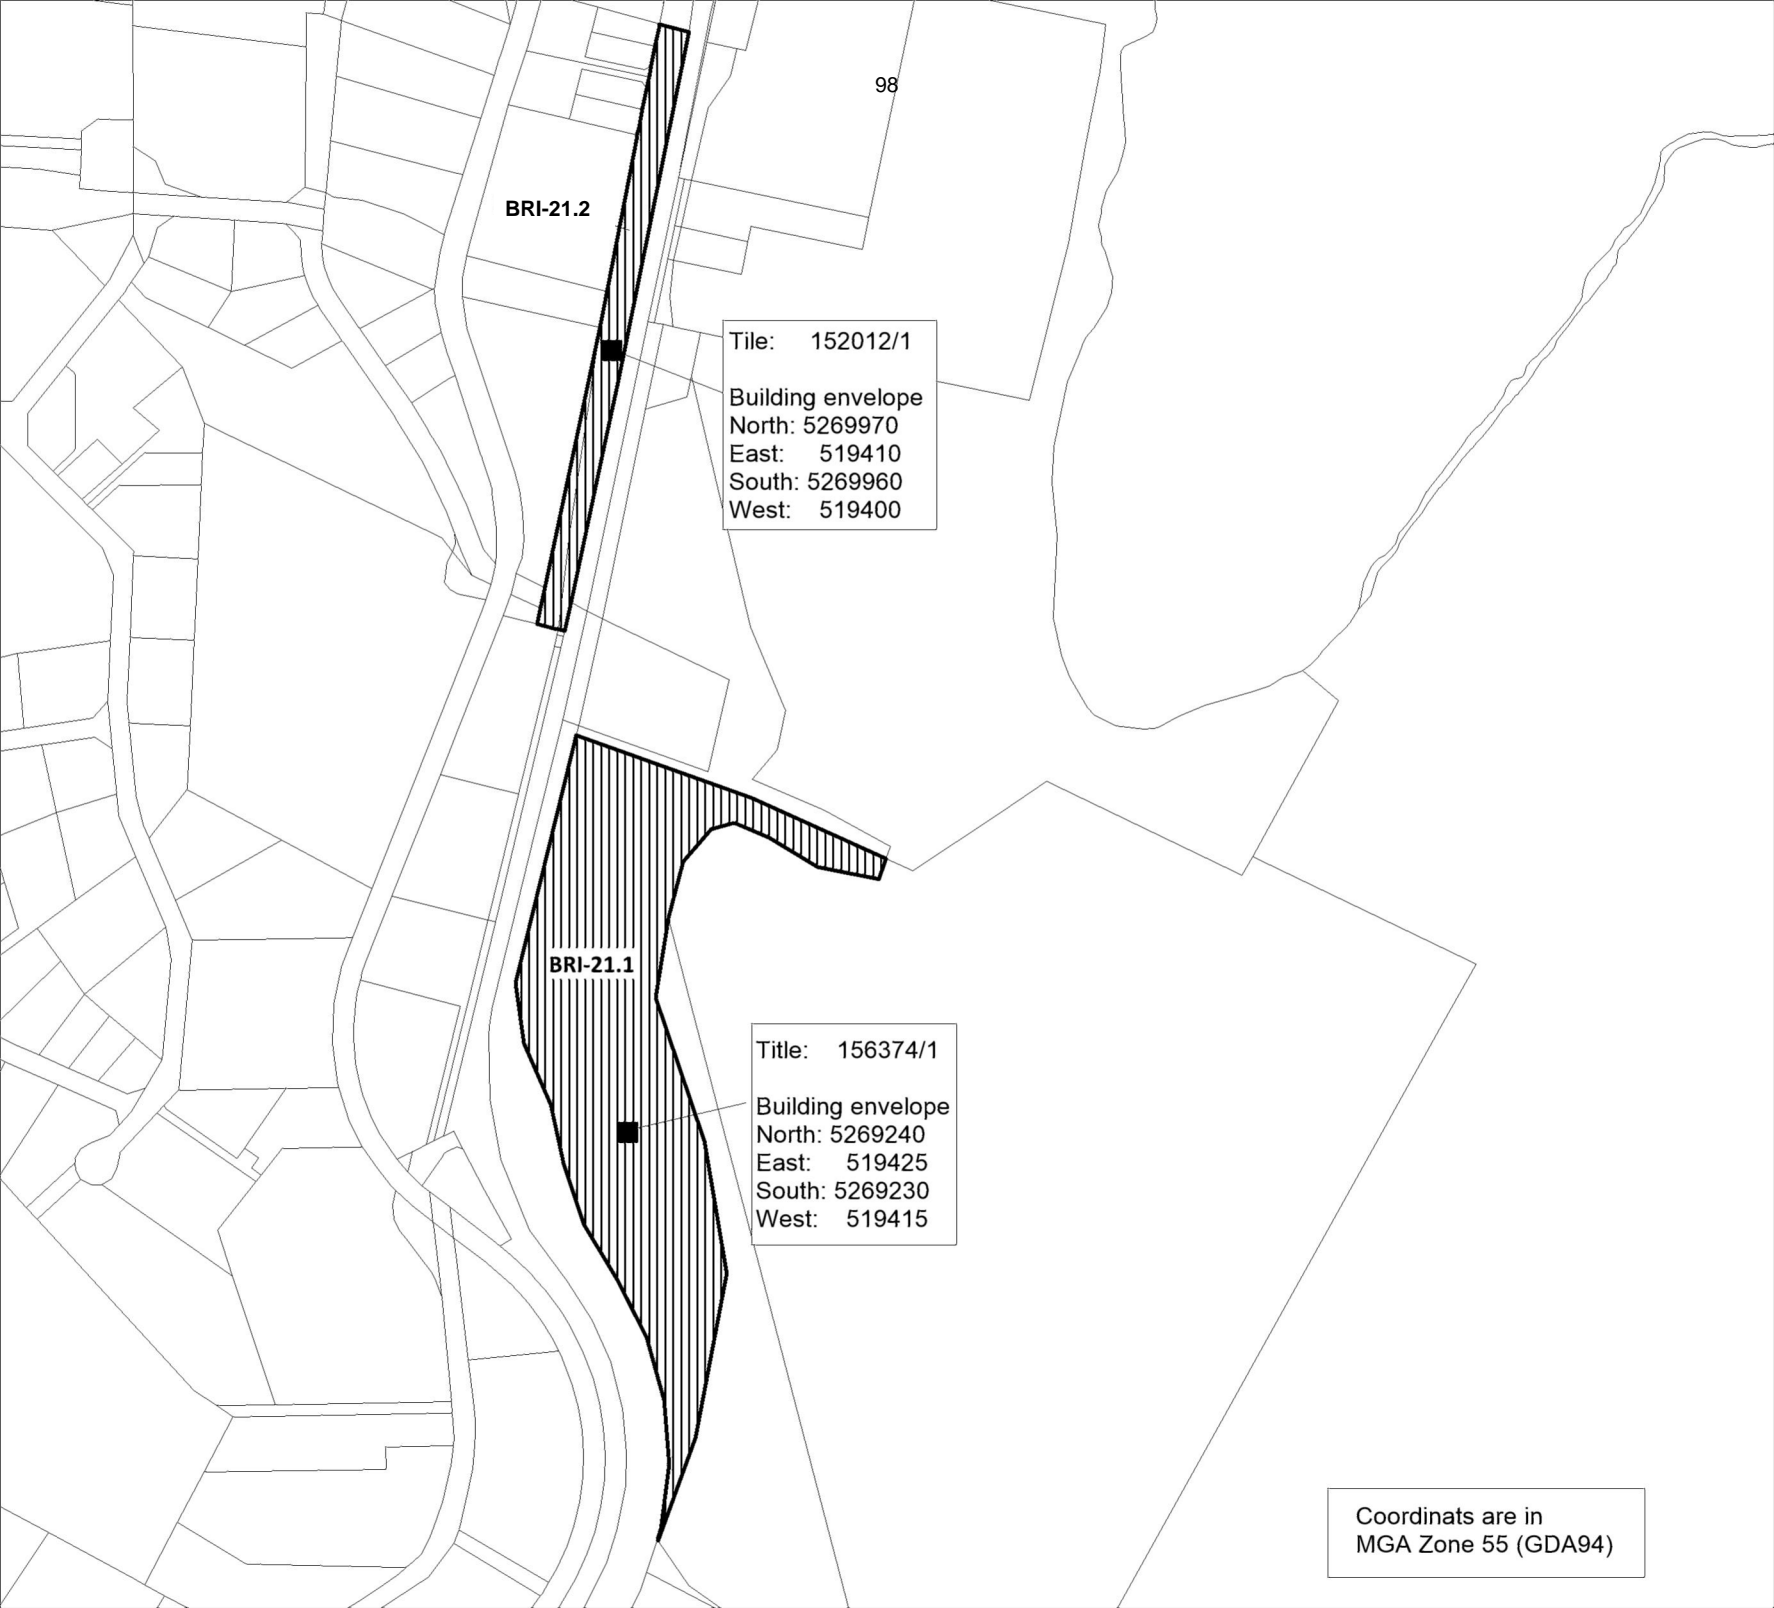 98
BRI-21.2
Tile: 152012/1
Building envelope
North: 5269970
East: 519410
South: 5269960
West: 519400
BRI-21.1
Title: 156374/1
Building envelope
North: 5269240
East: 519425
South: 5269230
West: 519415
Coordinats are in
MGA Zone 55 (GDA94)